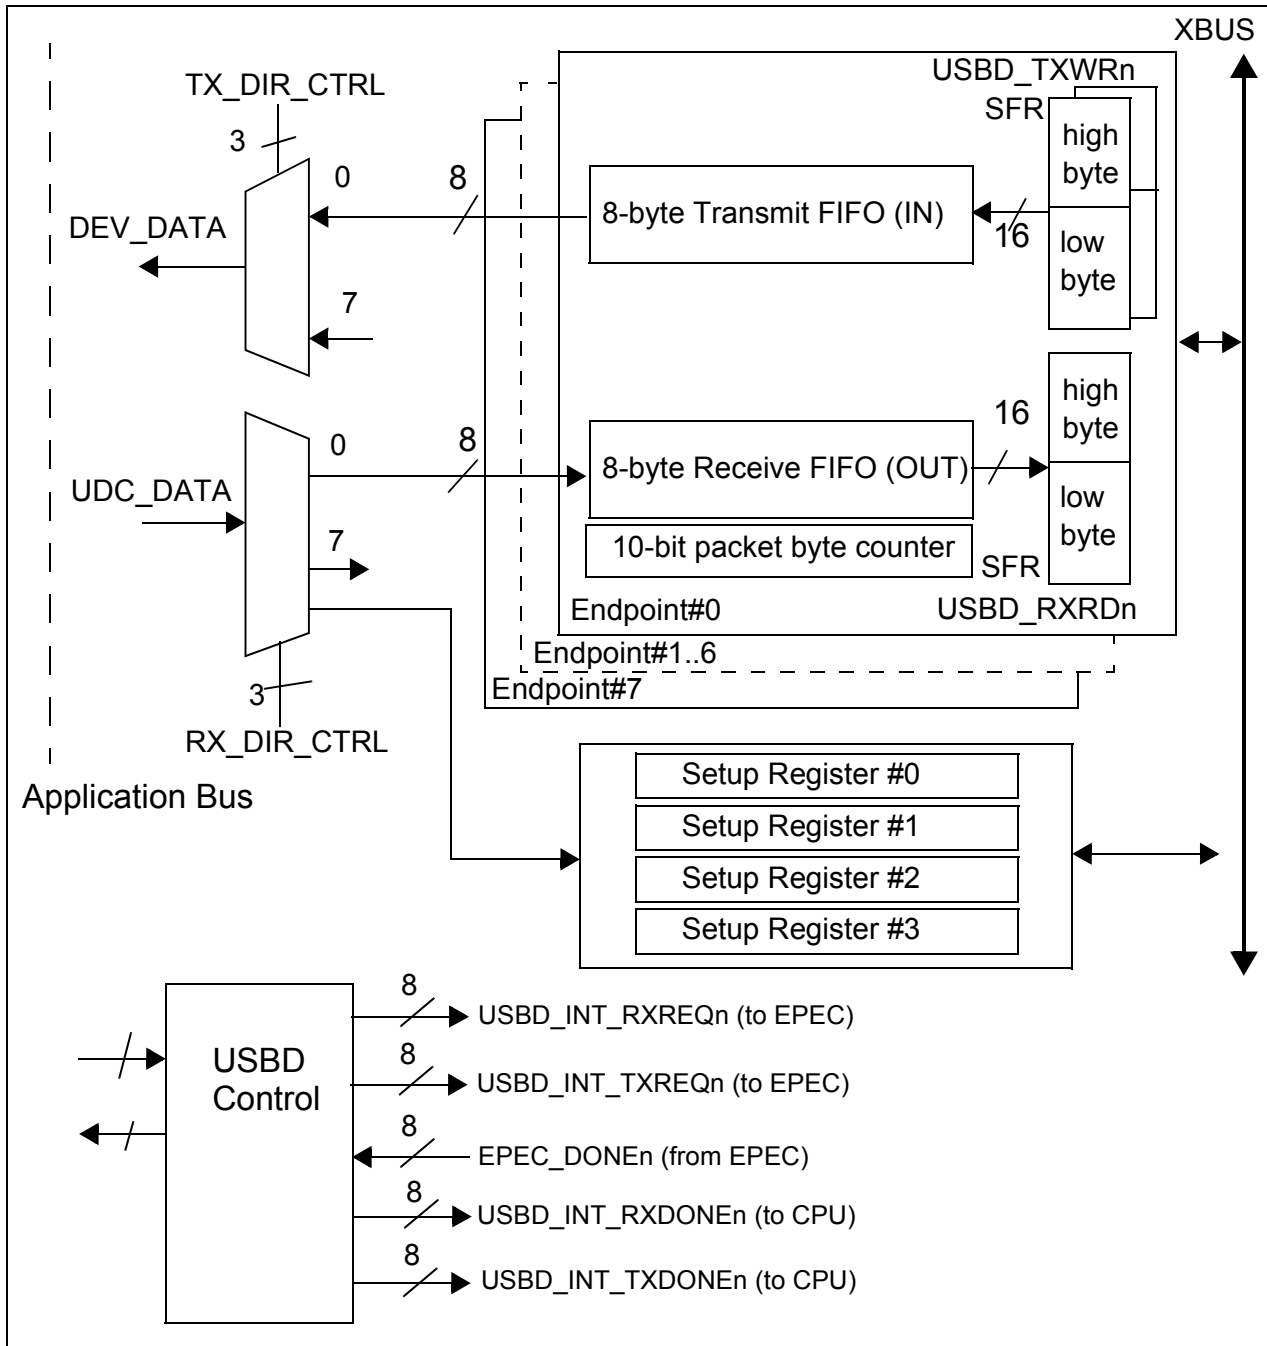 XBUS
USBD_TXWRn
SFR
TX_DIR_CTRL
3
0
8
high
byte
8-byte Transmit FIFO (IN)
16
DEV_DATA
low
byte
7
high
byte
16
0
8
8-byte Receive FIFO (OUT)
UDC_DATA
low
byte
7
10-bit packet byte counter
SFR
Endpoint#0
USBD_RXRDn
Endpoint#1..6
Endpoint#7
3
RX_DIR_CTRL
Application Bus
Setup Register #0
Setup Register #1
Setup Register #2
Setup Register #3
8
USBD_INT_RXREQn (to EPEC)
USBD
Control
8
USBD_INT_TXREQn (to EPEC)
8
EPEC_DONEn (from EPEC)
8
USBD_INT_RXDONEn (to CPU)
8
USBD_INT_TXDONEn (to CPU)